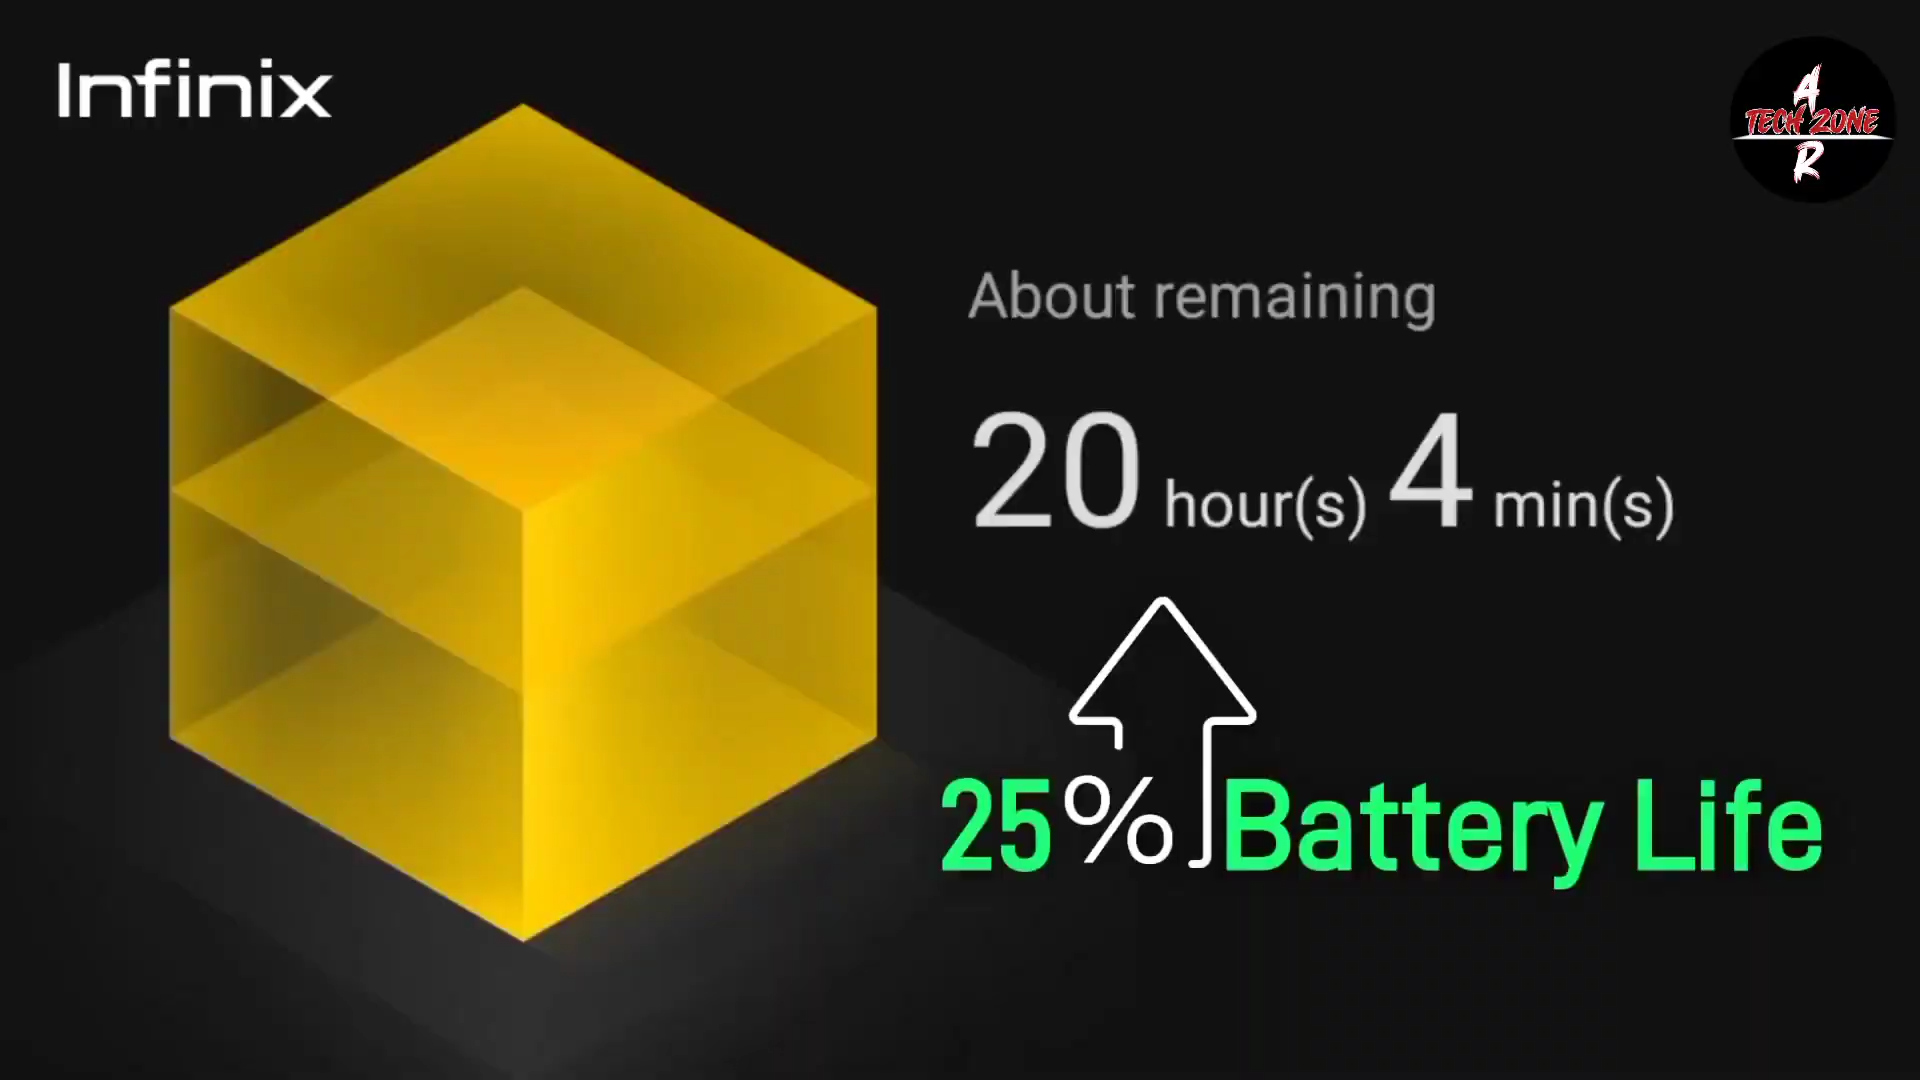 Infinix
A
TECH ZONE
R
About remaining
20 hour(s) 4 min(s)
25% Battery Life